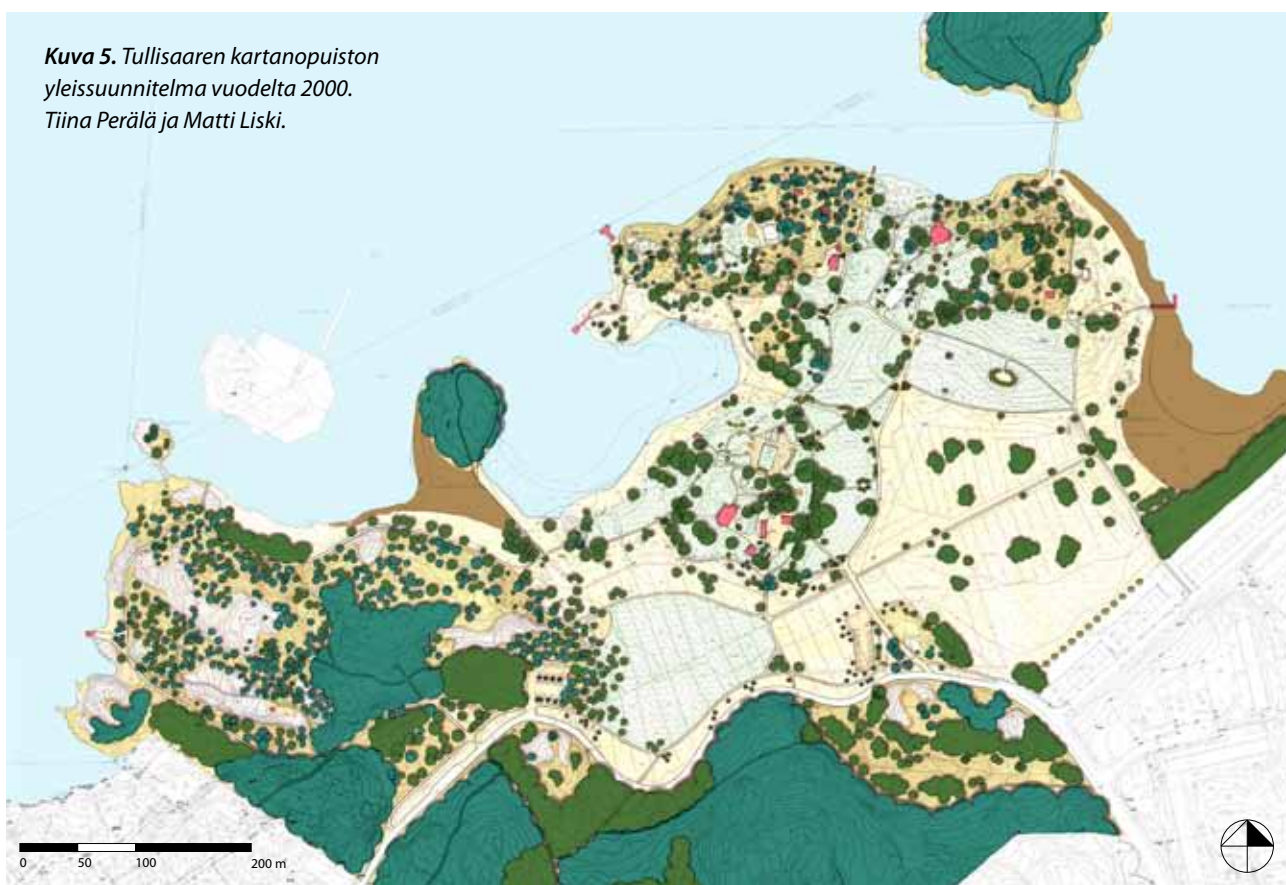 Kuva 5. Tullisaaren kartanopuiston
yleissuunnitelma vuodelta 2000.
Tiina Perälä ja Matti Liski.
0 50 100 200 m